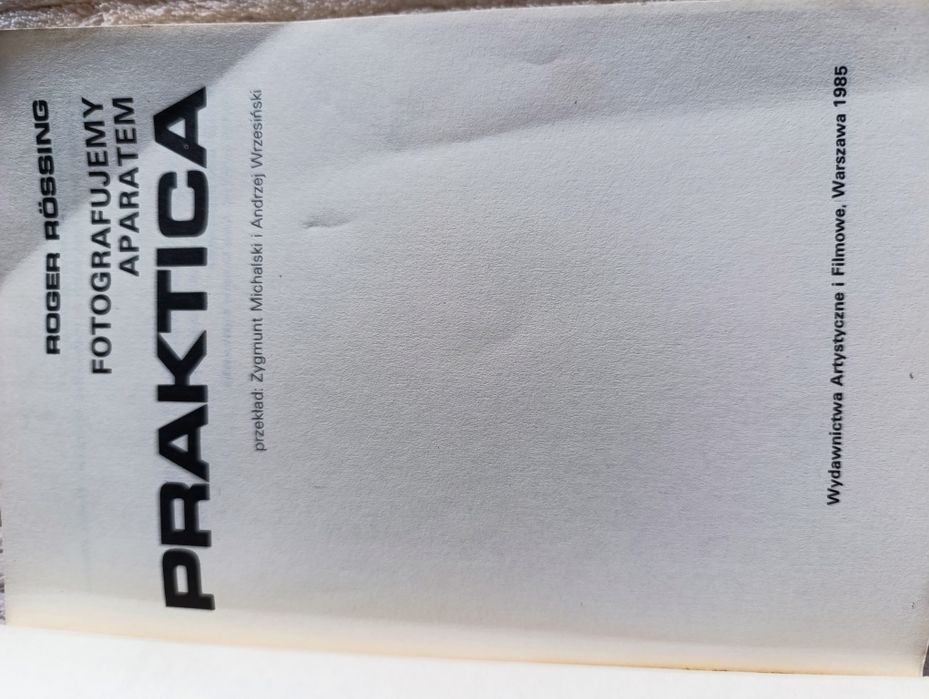 ROGER RÖSSING
FOTOGRAFUJEMY
APARATEM
PRAKTICA
przekład: Zygmunt Michalski i Andrzej Wrzesiński
Wydawnictwa Artystyczne i Filmowe, Warszawa 1985